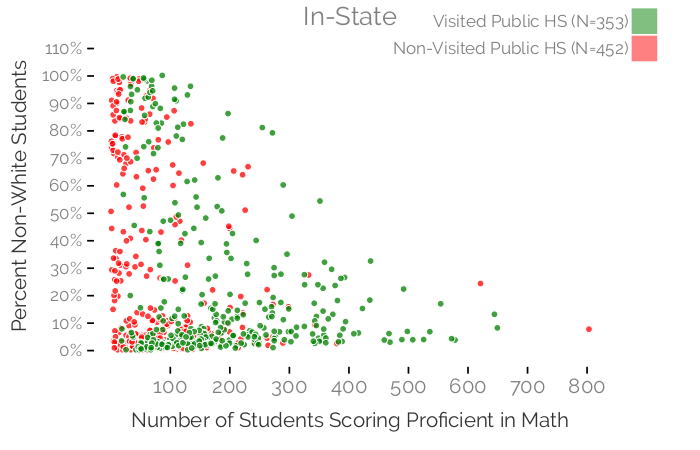 In-State
Visited Public HS (N=353)
Non-Visited Public HS (N=452)
Percent Non-White Students
110%
100%
90%
80%
70%
60%
50%
40%
30%
20%
10%
0%
100 200 300 400 500 600 700 800
Number of Students Scoring Proficient in Math